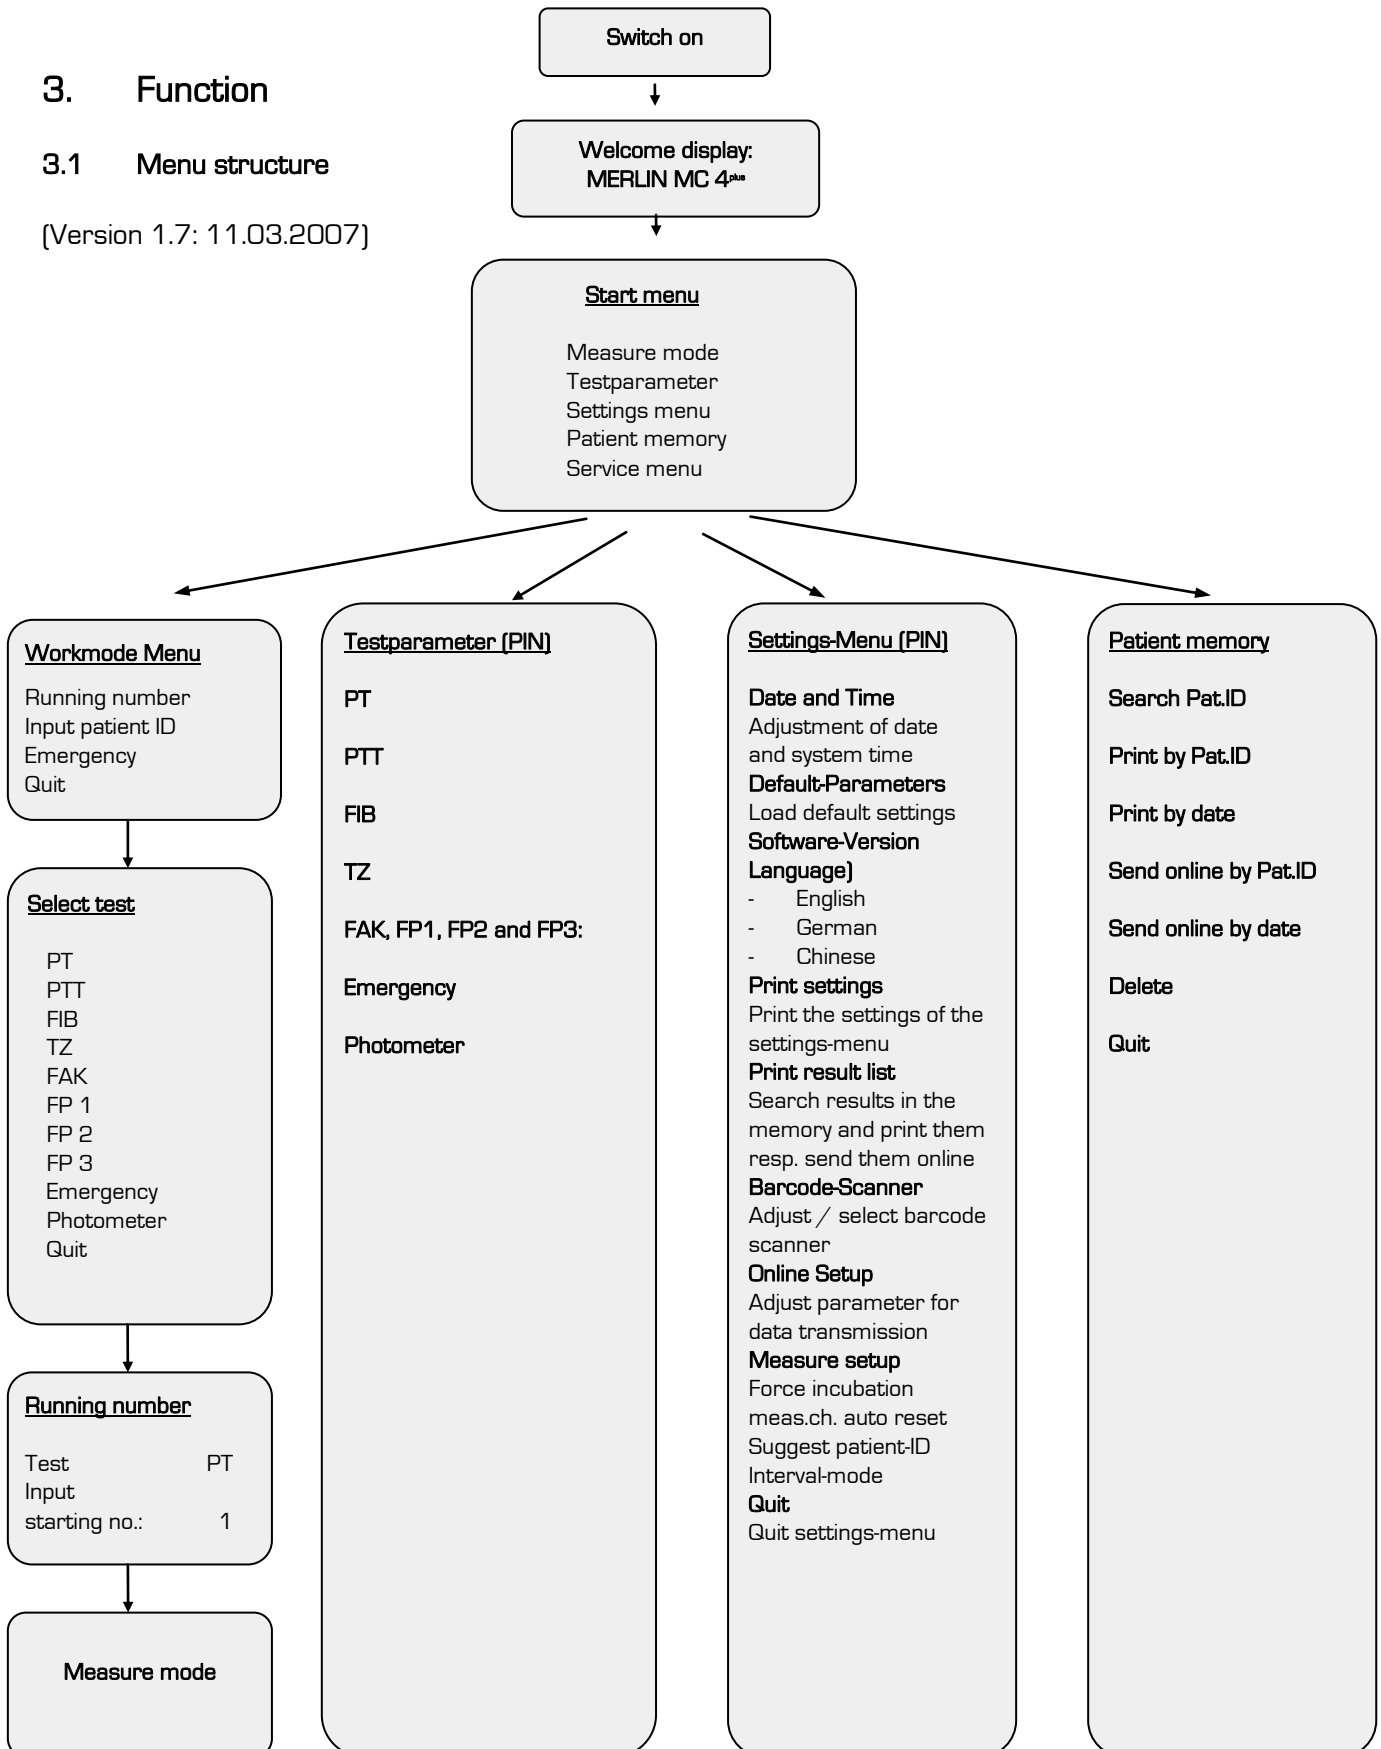 Switch on
3. Function
3.1 Menu structure
(Version 1.7: 11.03.2007)
Welcome display:
MERLIN MC 4plus
Start menu
Measure mode
Testparameter
Settings menu
Patient memory
Service menu
Workmode Menu
Running number
Input patient ID
Emergency
Quit
Select test
PT
PTT
FIB
TZ
FAK
FP 1
FP 2
FP 3
Emergency
Photometer
Quit
Running number
Test PT
Input
starting no.: 1
Measure mode
Testparameter (PIN)
PT
PTT
FIB
TZ
FAK, FP1, FP2 and FP3:
Emergency
Photometer
Settings-Menu (PIN)
Date and Time
Adjustment of date
and system time
Default-Parameters
Load default settings
Software-Version
Language)
- English
- German
- Chinese
Print settings
Print the settings of the
settings-menu
Print result list
Search results in the
memory and print them
resp. send them online
Barcode-Scanner
Adjust / select barcode
scanner
Online Setup
Adjust parameter for
data transmission
Measure setup
Force incubation
meas.ch. auto reset
Suggest patient-ID
Interval-mode
Quit
Quit settings-menu
Patient memory
Search Pat.ID
Print by Pat.ID
Print by date
Send online by Pat.ID
Send online by date
Delete
Quit